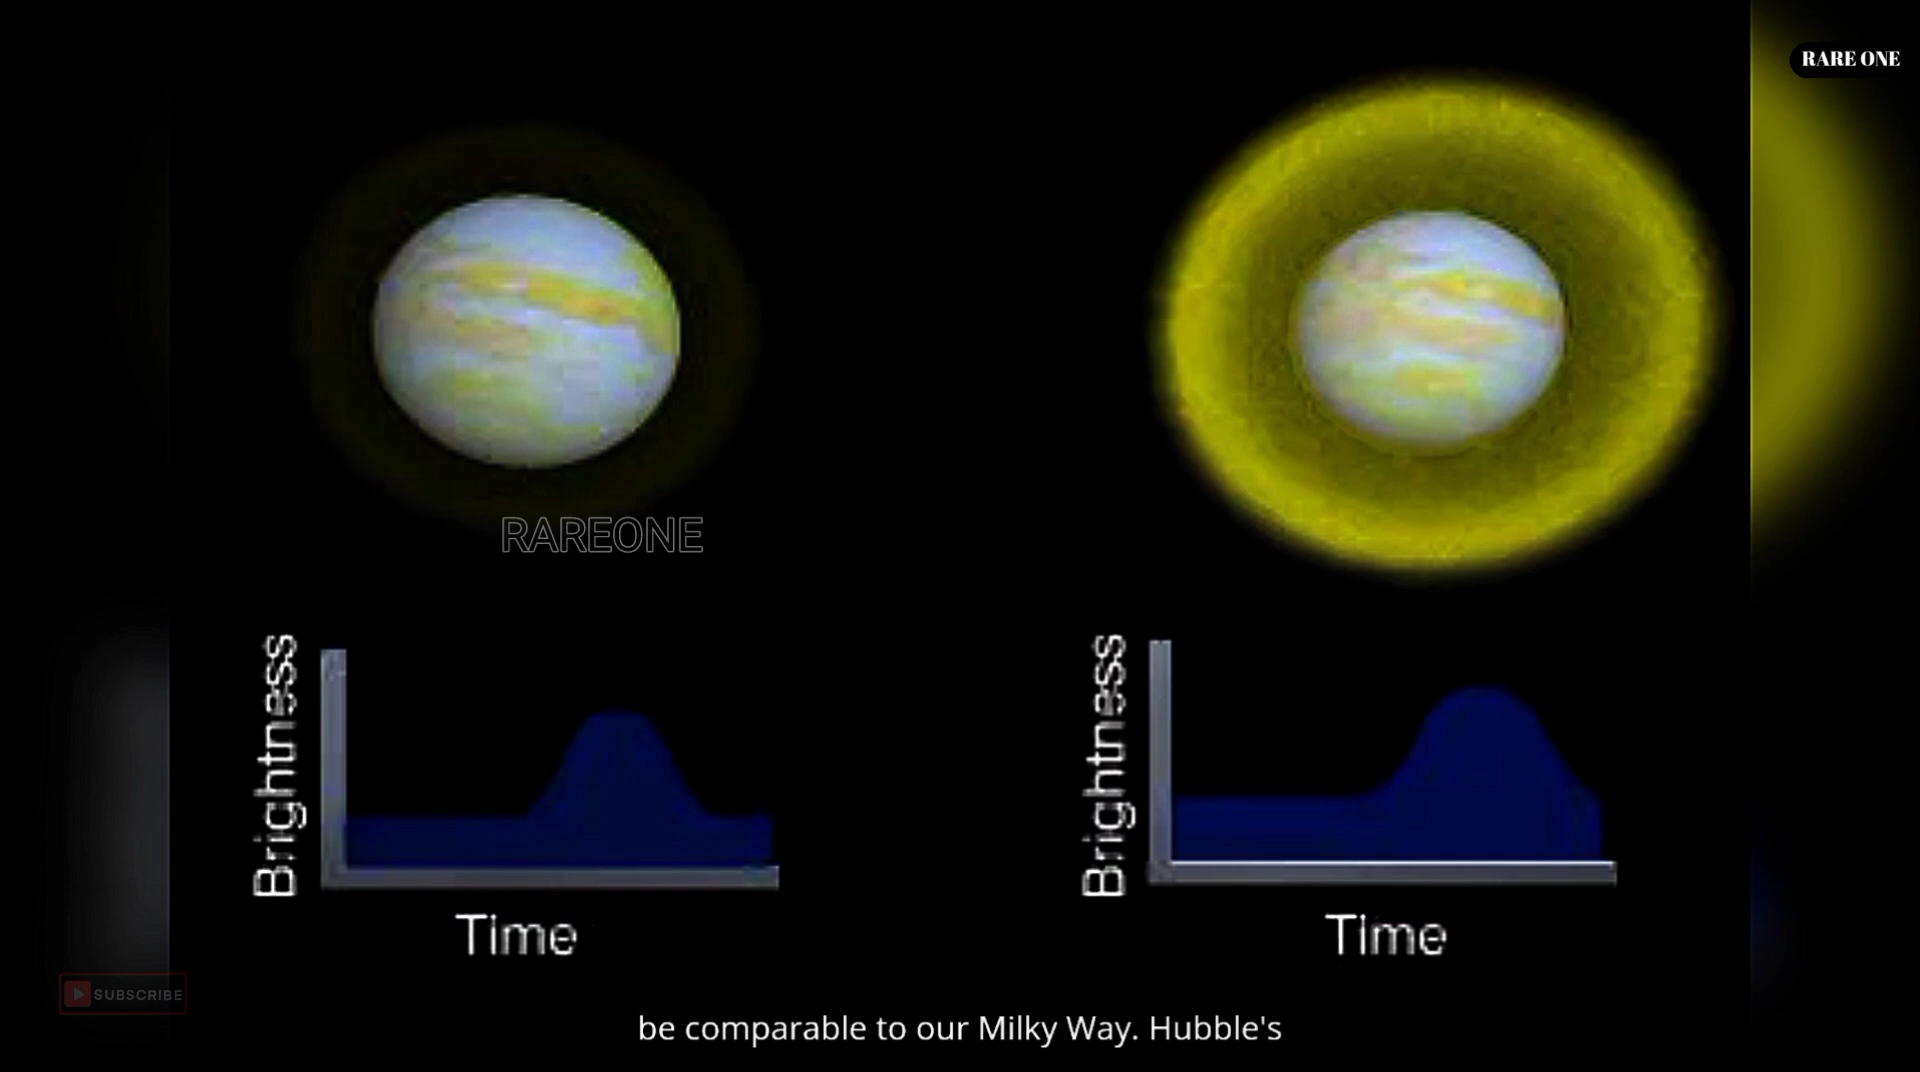 RARE ONE
RAREONE
Brightness
Time
Brightness
Time
SUBSCRIBE
be comparable to our Milky Way. Hubble's